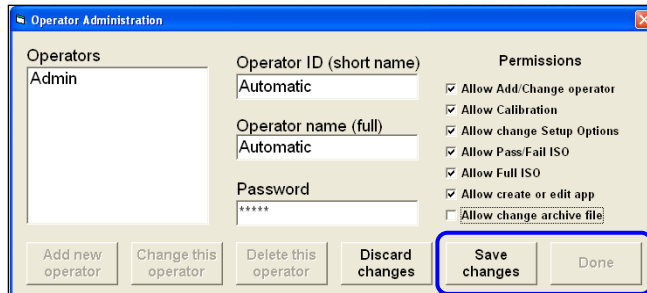 Operator Administration
Operators
Admin
Operator ID (short name)
Automatic
Operator name (full)
Automatic
Password
*****
Permissions
Allow Add/Change operator
Allow Calibration
Allow change Setup Options
Allow Pass/Fail ISO
Allow Full ISO
Allow create or edit app
Allow change archive file
Add new
operator
Change this
operator
Delete this
operator
Discard
changes
Save
changes
Done